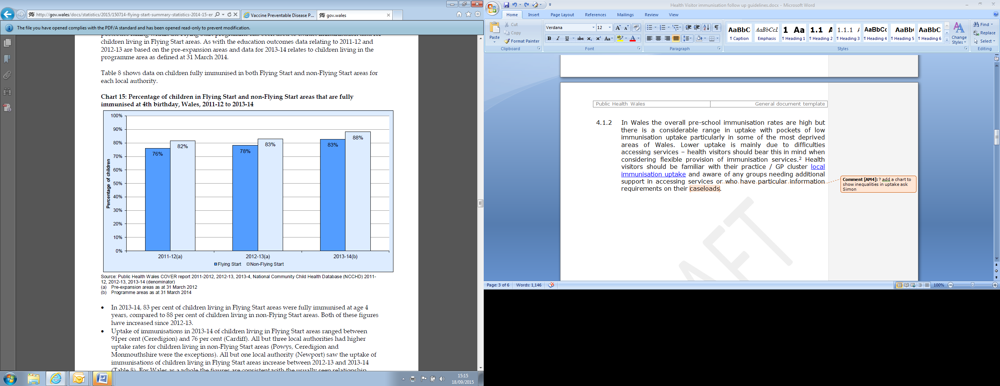 http://gov.wales/docs/statistics/2015/150714-flying-start-summary-statistics-2014-15-er
Vaccine Preventable Disease P...
gov.wales
The file you have opened complies with the PDF/A standard and has been opened read-only to prevent modification.
children living in Flying Start areas. As with the education outcomes data relating to 2011-12 and
2012-13 are based on the pre-expansion areas and data for 2013-14 relates to children living in the
programme area as defined at 31 March 2014.
Table 8 shows data on children fully immunised in both Flying Start and non-Flying Start areas for
each local authority.
Chart 15: Percentage of children in Flying Start and non-Flying Start areas that are fully
immunised at 4th birthday, Wales, 2011-12 to 2013-14
Percentage of children
100%
90%
80%
70%
60%
50%
40%
30%
20%
10%
0%
76%
82%
78%
83%
83%
88%
2011-12(a)
2012-13(a)
2013-14(b)
Flying Start
Non-Flying Start
Source: Public Health Wales COVER report 2011-2012, 2012-13, 2013-4, National Community Child Health Database (NCCHD) 2011-
12, 2012-13, 2013-14 (denominator)
(a) Pre-expansion areas as at 31 March 2012
(b) Programme areas as at 31 March 2014
• In 2013-14, 83 per cent of children living in Flying Start areas were fully immunised at age 4
years, compared to 88 per cent of children living in non-Flying Start areas. Both of these figures
have increased since 2012-13.
• Uptake of immunisations in 2013-14 of children living in Flying Start areas ranged between
91per cent (Ceredigion) and 76 per cent (Cardiff). All but three local authorities had higher
uptake rates for children living in non-Flying Start areas (Powys, Ceredigion and
Monmouthshire were the exceptions). All but one local authority (Newport) saw the uptake of
immunisations of children living in Flying Start areas increase between 2012-13 and 2013-14
(Table 8). For Wales as a whole the figures are consistent with the usually seen relationship
15:15
18/09/2015
Health Visitor immunisation follow up guidelines.docx - Microsoft Word
Home Insert Page Layout References Mailings Review View
Paste
Cut
Copy
Format Painter
Clipboard
Verdana 12
B I U abc x₂ x² Aa
Font
Paragraph
AaBbC AaBbCcI 1 Aa 1.1 A 1.1.1 AaBbCc AaBb AaBbC
¶ Caption Emphasis ¶ Heading 1 ¶ Heading 2 ¶ Heading 3 ¶ Heading 4 ¶ Heading 5 ¶ Heading 6
Change
Styles
Styles
Find
Replace
Select
Editing
Public Health Wales General document template
4.1.2 In Wales the overall pre-school immunisation rates are high but
there is a considerable range in uptake with pockets of low
immunisation uptake particularly in some of the most deprived
areas of Wales. Lower uptake is mainly due to difficulties
accessing services – health visitors should bear this in mind when
considering flexible provision of immunisation services.² Health
visitors should be familiar with their practice / GP cluster local
immunisation uptake and aware of any groups needing additional
support in accessing services or who have particular information
requirements on their caseloads.
Comment [AM4]: ? add a chart to
show inequalities in uptake ask
Simon
AFT
Page: 3 of 6 Words: 1,146
100%